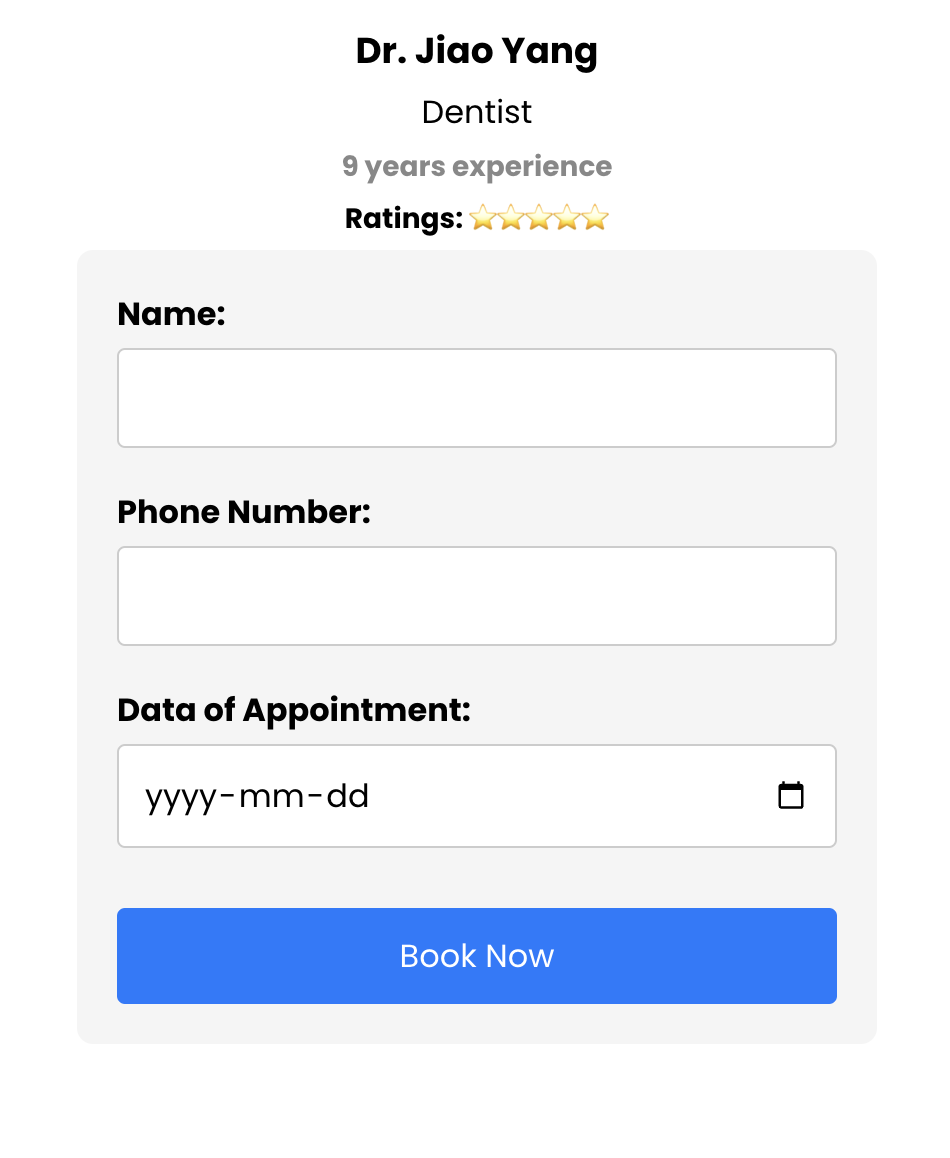 Dr. Jiao Yang
Dentist
9 years experience
Ratings: ⭐⭐⭐⭐⭐
Name:
Phone Number:
Data of Appointment:
yyyy-mm-dd
Book Now